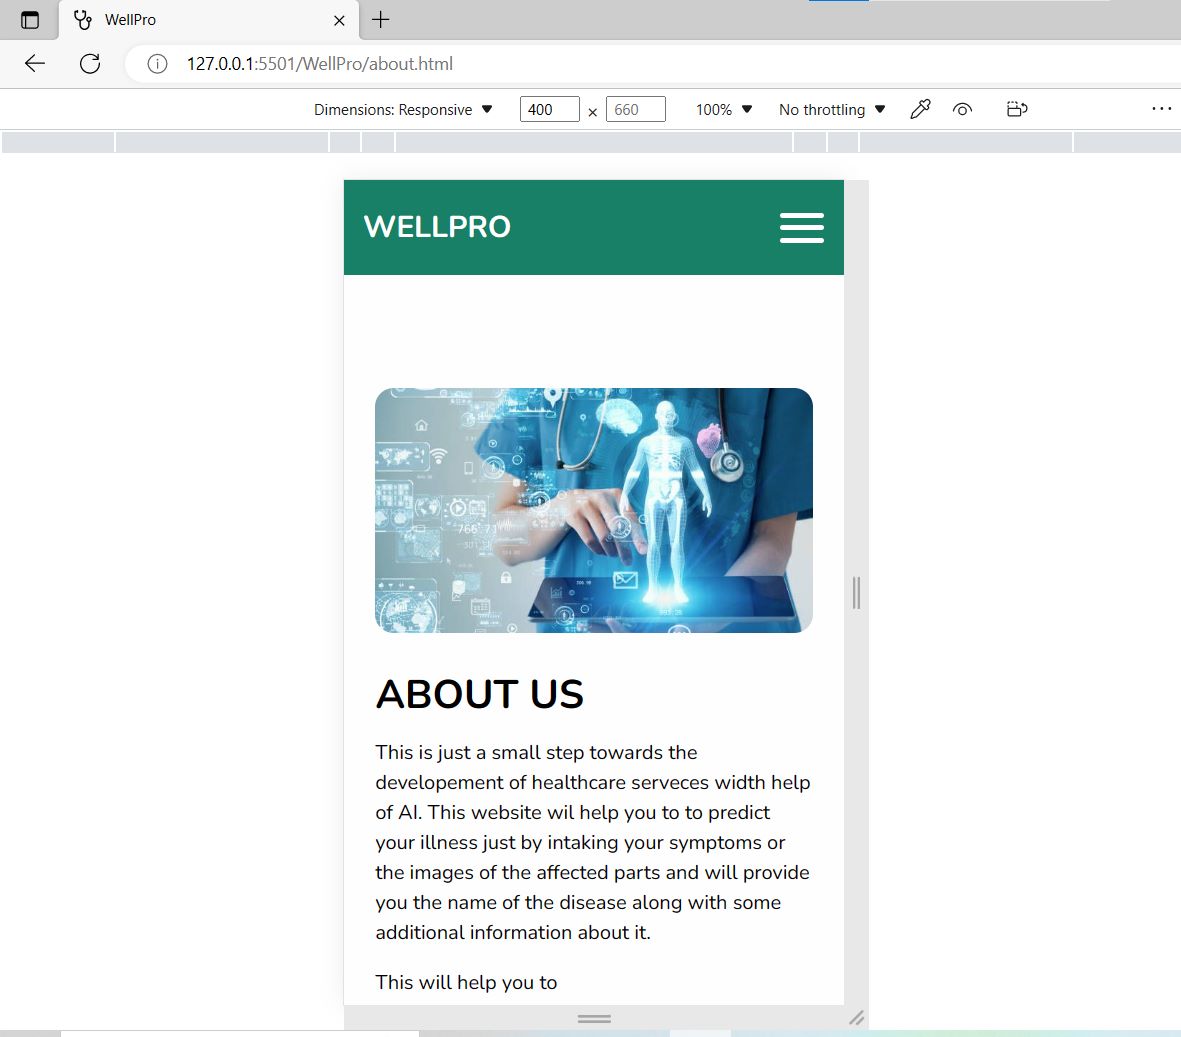 WellPro
127.0.0.1:5501/WellPro/about.html
Dimensions: Responsive 400 × 660 100% No throttling
WELLPRO
ABOUT US
This is just a small step towards the
developement of healthcare serveces width help
of AI. This website wil help you to to predict
your illness just by intaking your symptoms or
the images of the affected parts and will provide
you the name of the disease along with some
additional information about it.
This will help you to